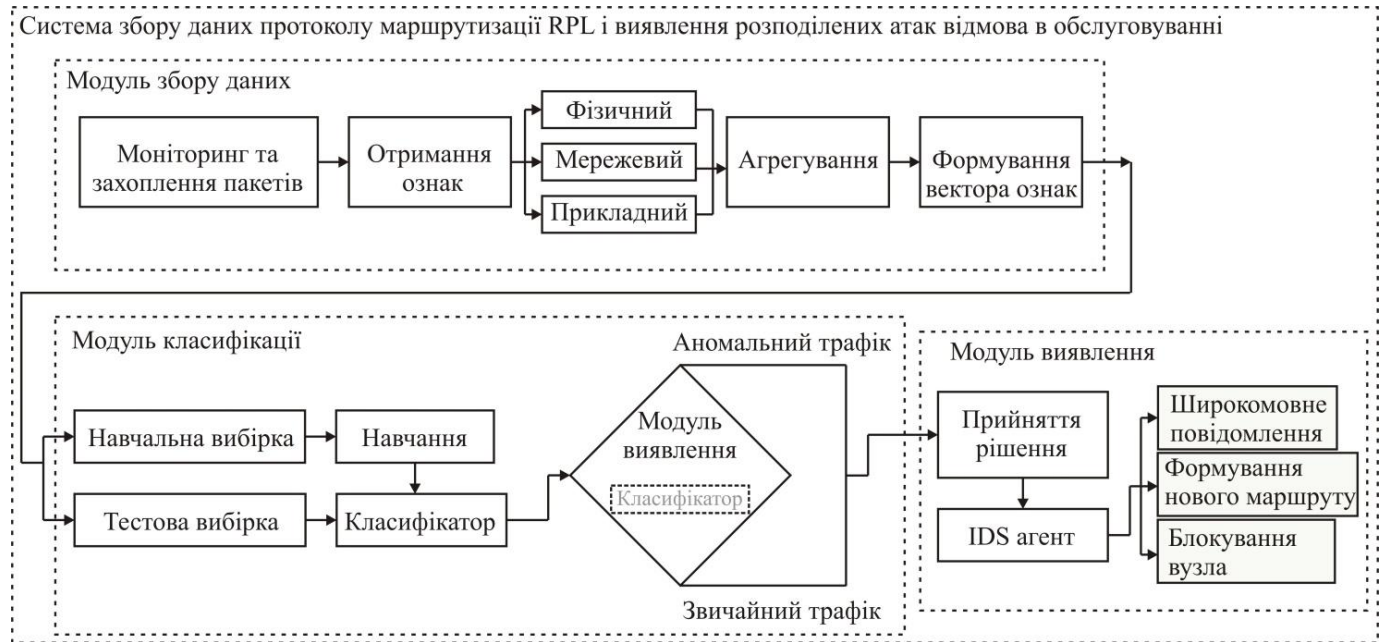 Система збору даних протоколу маршрутизації RPL і виявлення розподілених атак відмова в обслуговуванні
Модуль збору даних
Моніторинг та
захоплення пакетів
Отримання
ознак
Фізичний
Мережевий
Прикладний
Агрегування
Формування
вектора ознак
Модуль класифікації
Навчальна вибірка
Навчання
Тестова вибірка
Класифікатор
Аномальний трафік
Модуль
виявлення
Класифікатор
Звичайний трафік
Модуль виявлення
Прийняття
рішення
IDS агент
Широкомовне
повідомлення
Формування
нового маршруту
Блокування
вузла